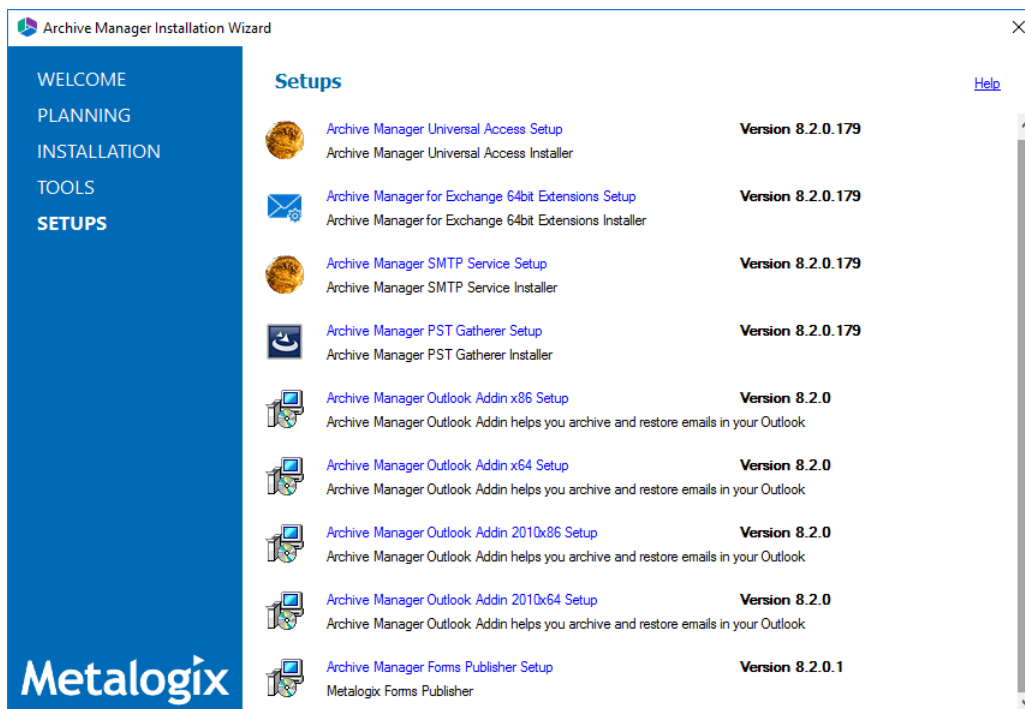 Archive Manager Installation Wizard
WELCOME
PLANNING
INSTALLATION
TOOLS
SETUPS
Metalogix
Setups
Help
Archive Manager Universal Access Setup Version 8.2.0.179
Archive Manager Universal Access Installer
Archive Manager for Exchange 64bit Extensions Setup Version 8.2.0.179
Archive Manager for Exchange 64bit Extensions Installer
Archive Manager SMTP Service Setup Version 8.2.0.179
Archive Manager SMTP Service Installer
Archive Manager PST Gatherer Setup Version 8.2.0.179
Archive Manager PST Gatherer Installer
Archive Manager Outlook Addin x86 Setup Version 8.2.0
Archive Manager Outlook Addin helps you archive and restore emails in your Outlook
Archive Manager Outlook Addin x64 Setup Version 8.2.0
Archive Manager Outlook Addin helps you archive and restore emails in your Outlook
Archive Manager Outlook Addin 2010x86 Setup Version 8.2.0
Archive Manager Outlook Addin helps you archive and restore emails in your Outlook
Archive Manager Outlook Addin 2010x64 Setup Version 8.2.0
Archive Manager Outlook Addin helps you archive and restore emails in your Outlook
Archive Manager Forms Publisher Setup Version 8.2.0.1
Metalogix Forms Publisher